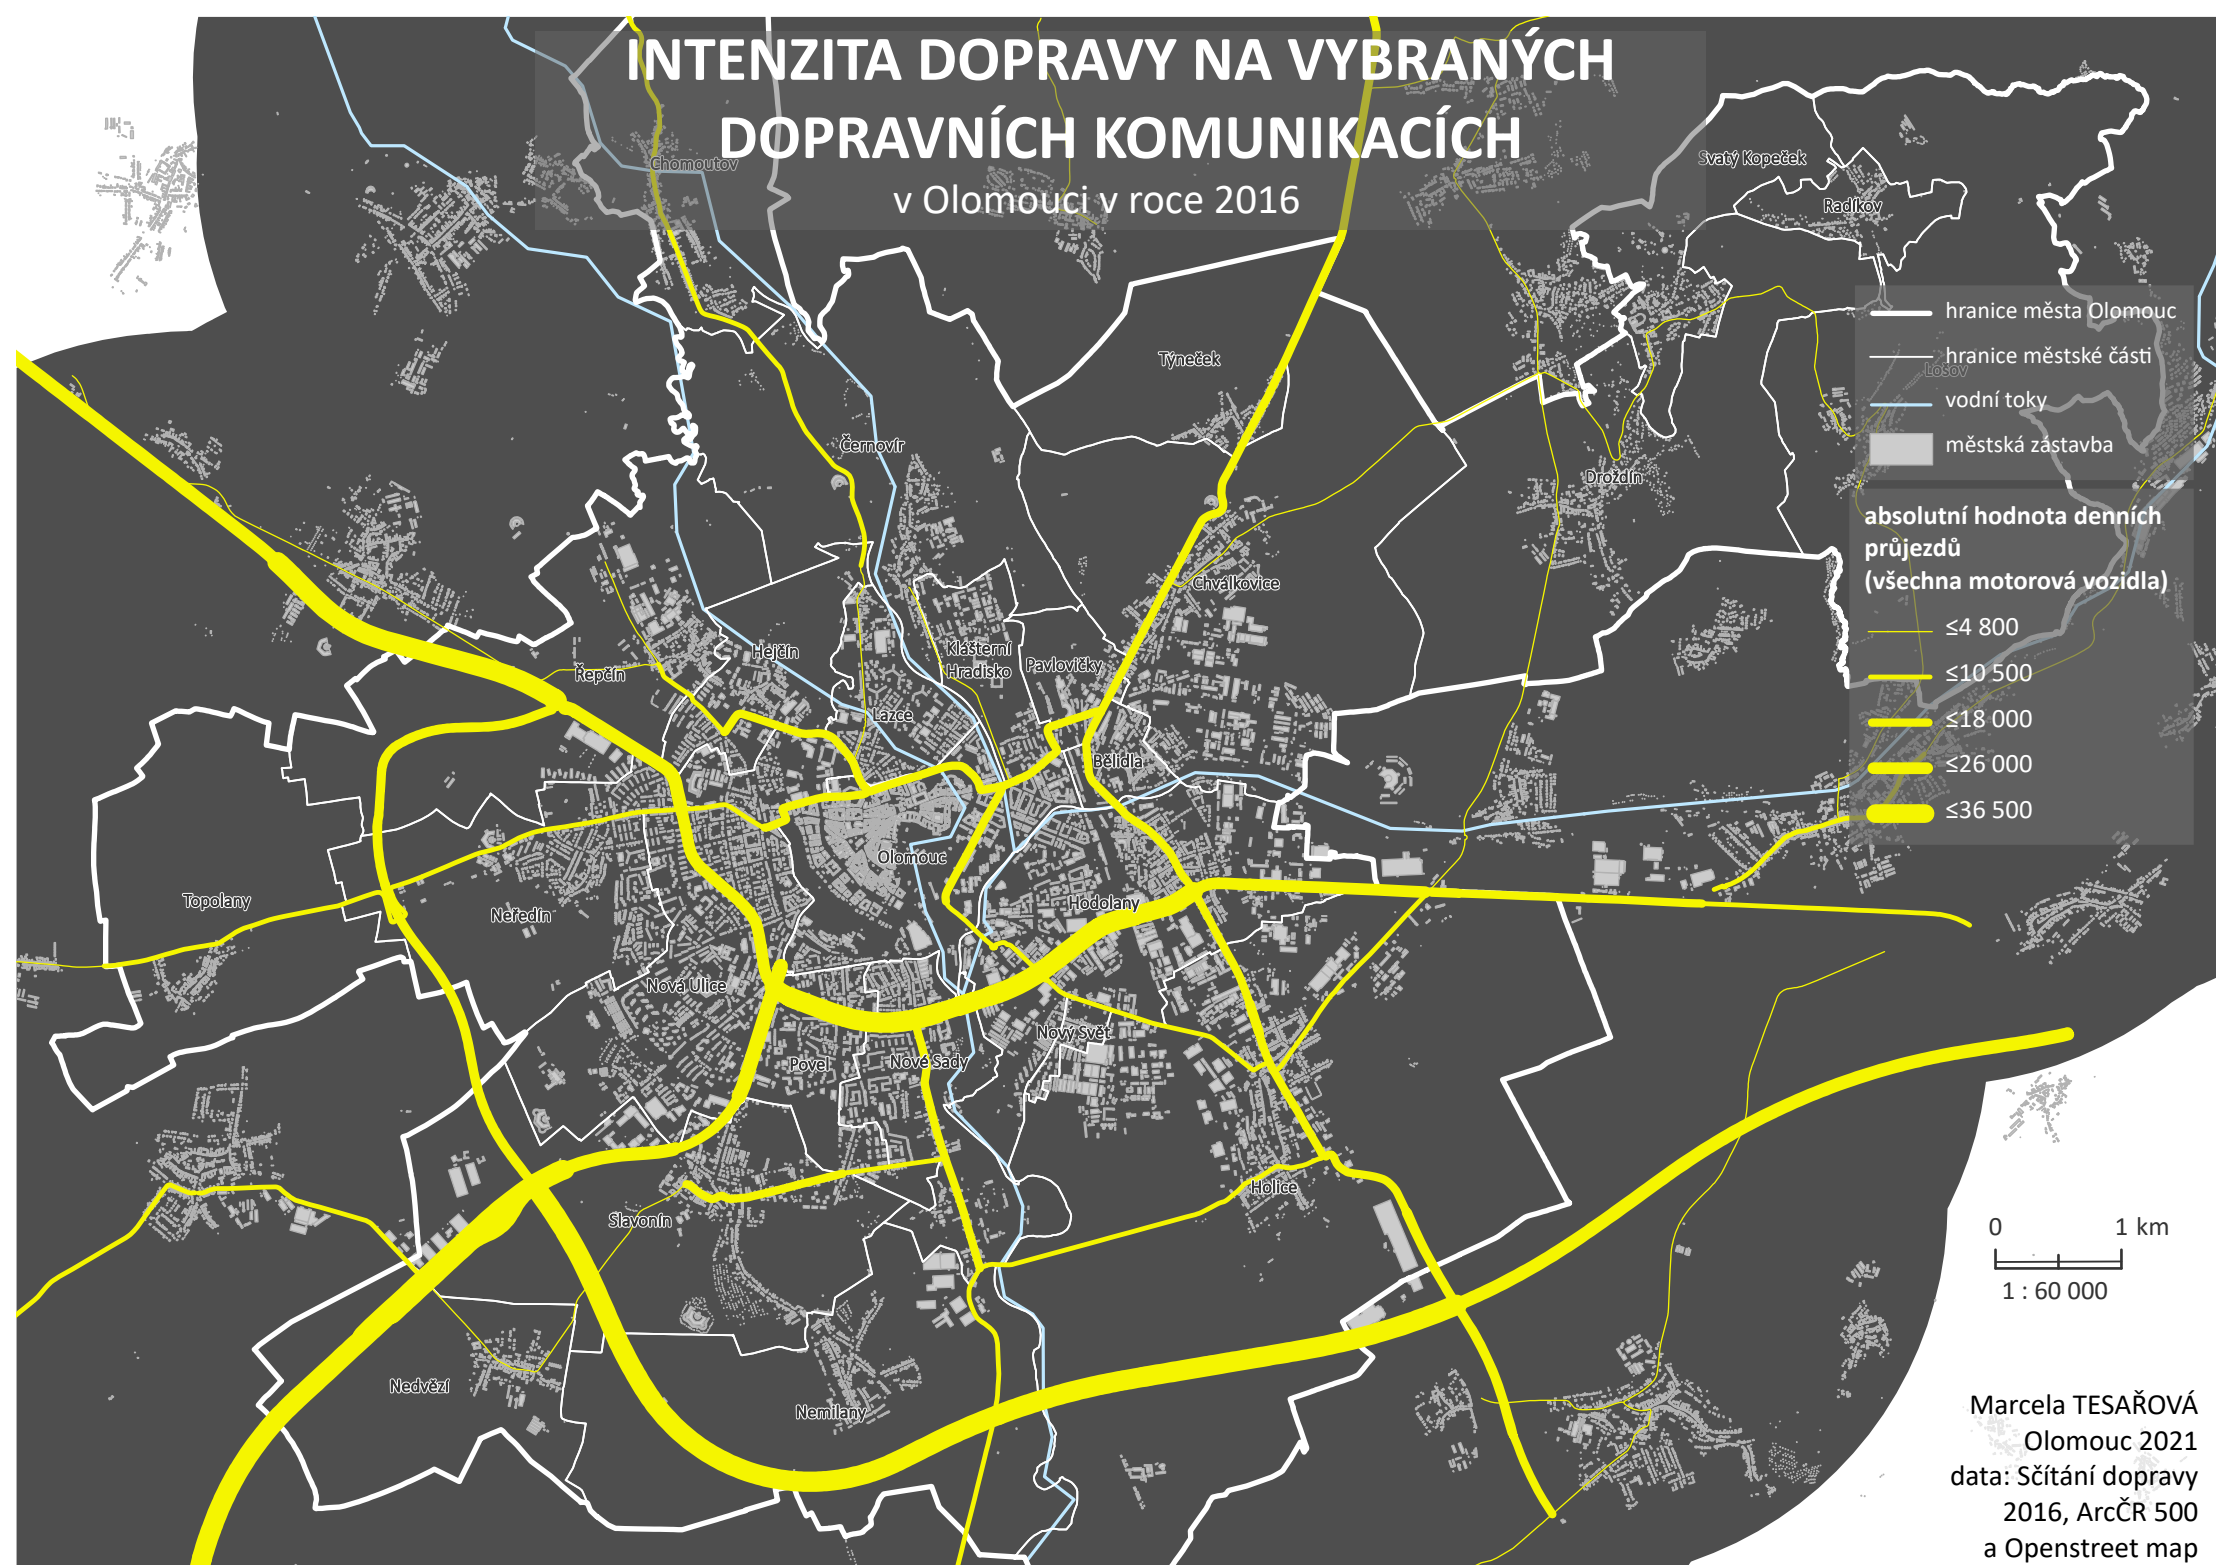 INTENZITA DOPRAVY NA VYBRANÝCH
DOPRAVNÍCH KOMUNIKACÍCH
v Olomouci v roce 2016
Chomoutov
Svatý Kopeček
Radíkov
hranice města Olomouc
hranice městské části
Lošov
vodní toky
městská zástavba
Týneček
Černovír
Droždín
absolutní hodnota denních
průjezdů
(všechna motorová vozidla)
≤4 800
≤10 500
≤18 000
≤26 000
≤36 500
Chválkovice
Hejčín
Klášterní
Hradisko
Pavlovičky
Řepčín
Lazce
Bělidla
Olomouc
Topolany
Neředín
Hodolany
Nová Ulice
Nový Svět
Povel
Nové Sady
Holice
Slavonín
Nedvězí
Nemilany
0 1 km
1 : 60 000
Marcela TESAŘOVÁ
Olomouc 2021
data: Sčítání dopravy
2016, ArcČR 500
a Openstreet map